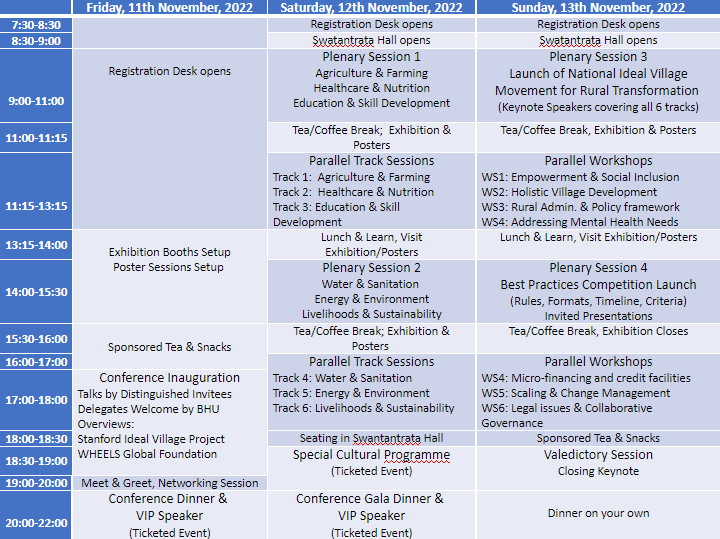 Friday, 11th November, 2022
Saturday, 12th November, 2022
Sunday, 13th November, 2022
7:30-8:30
Registration Desk opens
Registration Desk opens
8:30-9:00
Swatantrata Hall opens
Swatantrata Hall opens
9:00-11:00
Registration Desk opens
Plenary Session 1
Agriculture & Farming
Healthcare & Nutrition
Education & Skill Development
Plenary Session 3
Launch of National Ideal Village
Movement for Rural Transformation
(Keynote Speakers covering all 6 tracks)
11:00-11:15
Tea/Coffee Break;  Exhibition &
Posters
Tea/Coffee Break, Exhibition & Posters
11:15-13:15
Parallel Track Sessions
Track 1:  Agriculture & Farming
Track 2:  Healthcare & Nutrition
Track 3: Education & Skill
Development
Parallel Workshops
WS1: Empowerment & Social Inclusion
WS2: Holistic Village Development
WS3: Rural Admin. & Policy framework
WS4: Addressing Mental Health Needs
13:15-14:00
Exhibition Booths Setup
Poster Sessions Setup
Lunch & Learn, Visit
Exhibition/Posters
Lunch & Learn, Visit Exhibition/Posters
14:00-15:30
Plenary Session 2
Water & Sanitation
Energy & Environment
Livelihoods & Sustainability
Plenary Session 4
Best Practices Competition Launch
(Rules, Formats, Timeline, Criteria)
Invited Presentations
15:30-16:00
Sponsored Tea & Snacks
Tea/Coffee Break; Exhibition &
Posters
Tea/Coffee Break, Exhibition Closes
16:00-17:00
17:00-18:00
Conference Inauguration
Talks by Distinguished Invitees
Delegates Welcome by BHU
Overviews:
Stanford Ideal Village Project
WHEELS Global Foundation
Parallel Track Sessions
Track 4: Water & Sanitation
Track 5: Energy & Environment
Track 6: Livelihoods & Sustainability
Parallel Workshops
WS4: Micro-financing and credit facilities
WS5: Scaling & Change Management
WS6: Legal issues & Collaborative
Governance
18:00-18:30
Seating in Swantantrata Hall
Sponsored Tea & Snacks
18:30-19:00
Special Cultural Programme
(Ticketed Event)
Valedictory Session
Closing Keynote
19:00-20:00
Meet & Greet, Networking Session
20:00-22:00
Conference Dinner &
VIP Speaker
(Ticketed Event)
Conference Gala Dinner &
VIP Speaker
(Ticketed Event)
Dinner on your own